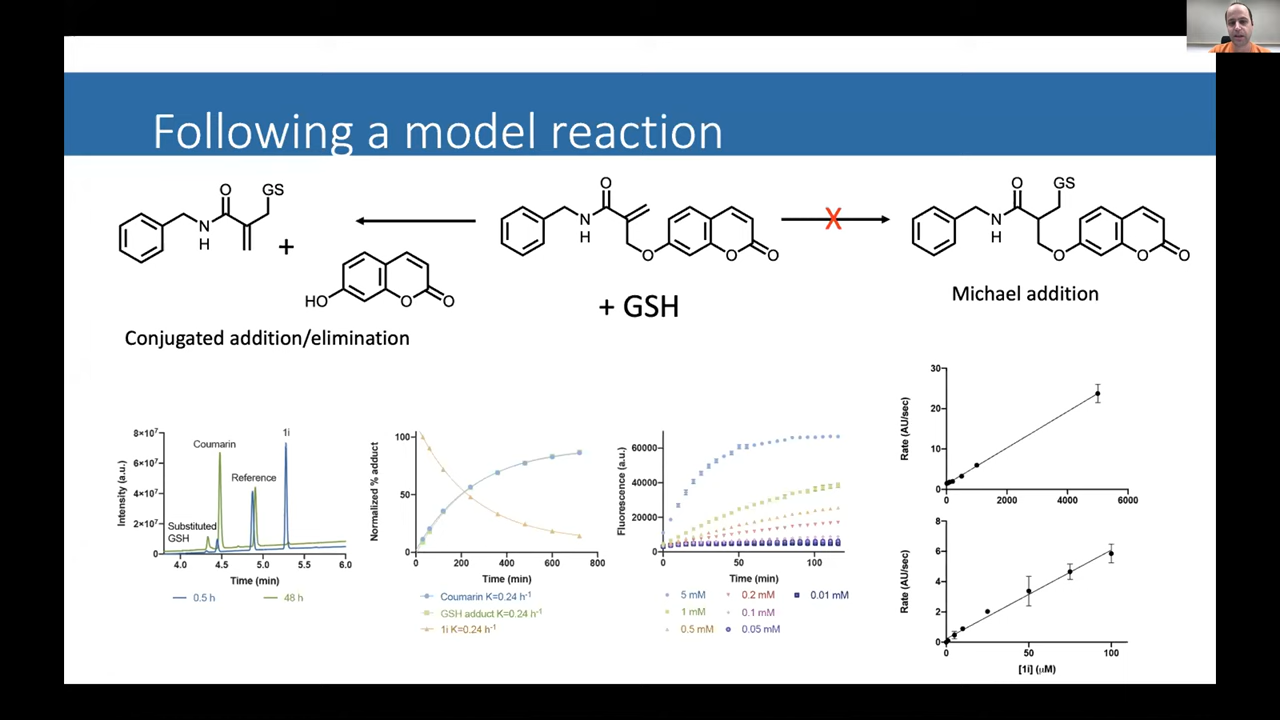 Following a model reaction
O
GS
N
H
+
HO
O
O
Conjugated addition/elimination
O
N
H
O
O
O
+ GSH
X
O
GS
N
H
O
O
O
Michael addition
Intensity (a.u.)
8×10⁷
6×10⁷
4×10⁷
2×10⁷
0
Coumarin
1i
Reference
Substituted
GSH
4.0 4.5 5.0 5.5 6.0
Time (min)
0.5 h 48 h
Normalized % adduct
100
50
0
0 200 400 600 800
Time (min)
Coumarin K=0.24 h⁻¹
GSH adduct K=0.24 h⁻¹
1i K=0.24 h⁻¹
Fluorescence (a.u.)
60000
40000
20000
0
0 50 100
Time (min)
5 mM 0.2 mM 0.01 mM
1 mM 0.1 mM
0.5 mM 0.05 mM
Rate (AU/sec)
30
20
10
0
0 2000 4000 6000
Rate (AU/sec)
8
6
4
2
0
0 50 100
[1i] (μM)